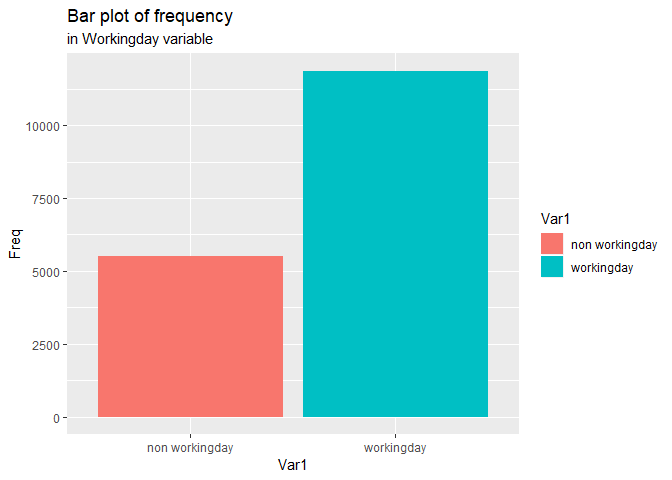 Bar plot of frequency
in Workingday variable
10000
7500
5000
2500
0
Freq
non workingday
workingday
Var1
Var1
non workingday
workingday